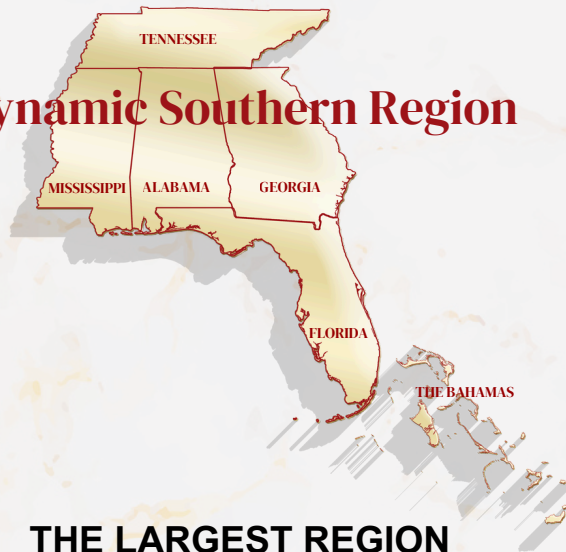 TENNESSEE
ynamic Southern Region
MISSISSIPPI ALABAMA GEORGIA
FLORIDA
THE BAHAMAS
THE LARGEST REGION